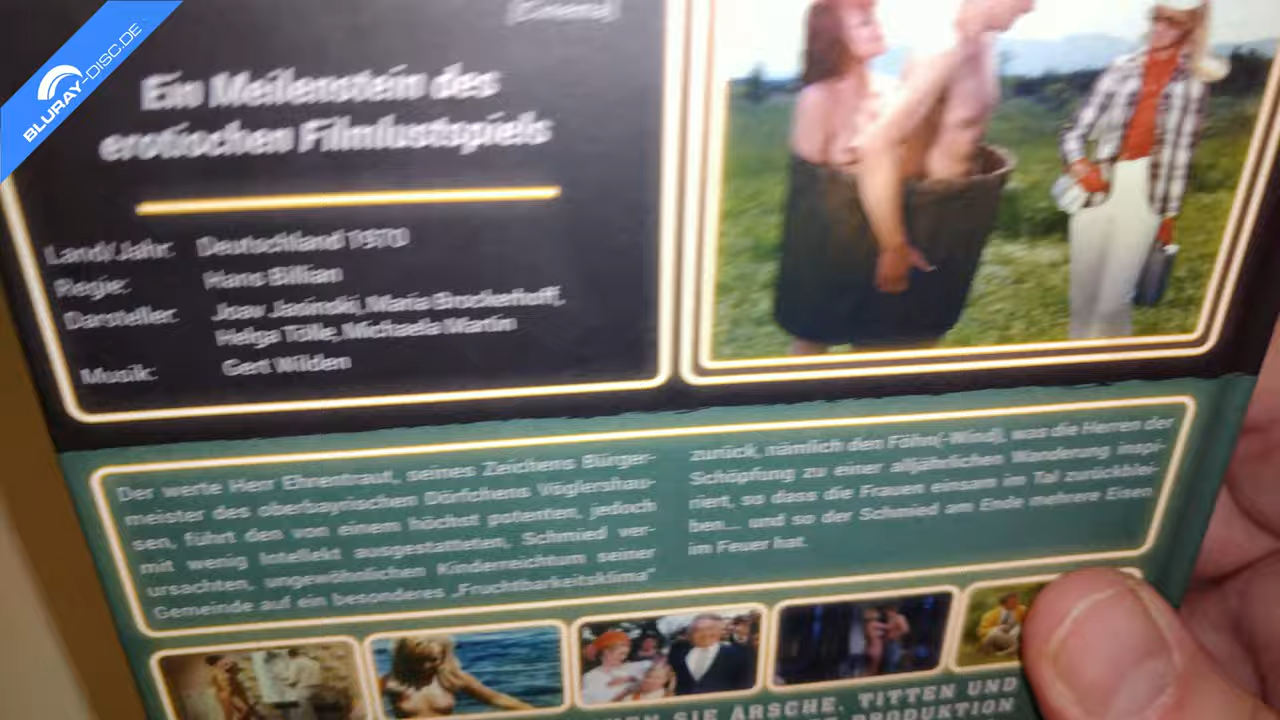 BLURAY-DISC.DE
[Cinema]
Ein Meilenstein des
erotischen Filmlustspiels
Land/Jahr: Deutschland 1970
Regie: Hans Billian
Darsteller: Joav Jasinski, Maria Brockerhoff,
Helga Tölle, Michaela Martin
Musik: Gert Wilden
Der werte Herr Ehrentraut, seines Zeichens Bürger-
meister des oberbayrischen Dörfchens Vöglershau-
sen, führt den von einem höchst potenten, jedoch
mit wenig Intellekt ausgestatteten, Schmied ver-
ursachten, ungewöhnlichen Kinderreichtum seiner
Gemeinde auf ein besonderes „Fruchtbarkeitsklima"
zurück, nämlich den Föhn(-Wind), was die Herren der
Schöpfung zu einer alljährlichen Wanderung inspi-
riert, so dass die Frauen einsam im Tal zurückblei-
ben... und so der Schmied am Ende mehrere Eisen
im Feuer hat.
SIE ÄRSCHE, TITTEN UND
PRODUKTION